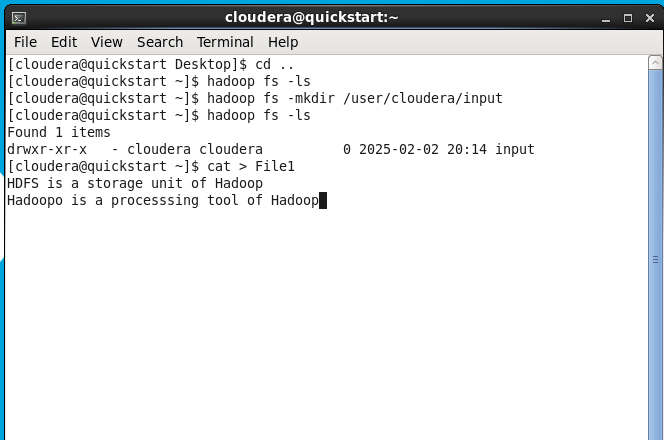 cloudera@quickstart:~
File Edit View Search Terminal Help
[cloudera@quickstart Desktop]$ cd ..
[cloudera@quickstart ~]$ hadoop fs -ls
[cloudera@quickstart ~]$ hadoop fs -mkdir /user/cloudera/input
[cloudera@quickstart ~]$ hadoop fs -ls
Found 1 items
drwxr-xr-x   - cloudera cloudera          0 2025-02-02 20:14 input
[cloudera@quickstart ~]$ cat > File1
HDFS is a storage unit of Hadoop
Hadoopo is a processsing tool of Hadoop